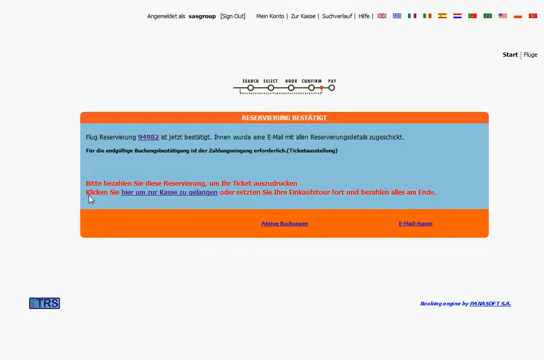 Angemeldet als sasgroup [Sign Out] Mein Konto | Zur Kasse | Suchverlauf | Hilfe |
Start | Flüge
SEARCH SELECT BOOK CONFIRM PAY
RESERVIERUNG BESTÄTIGT
Flug Reservierung 94982 ist jetzt bestätigt. Ihnen wurde eine E-Mail mit allen Reservierungsdetails zugeschickt.
Für die endgültige Buchungsbestätigung ist der Zahlungseingang erforderlich.(Ticketausstellung)
Bitte bezahlen Sie diese Reservierung, um Ihr Ticket auszudrucken
Klicken Sie hier um zur Kasse zu gelangen oder setzten Sie Ihre Einkaufstour fort und bezahlen alles am Ende.
Aktive Buchungen E-Mail-Agent
TRS
Booking engine by PANASOFT S.A.